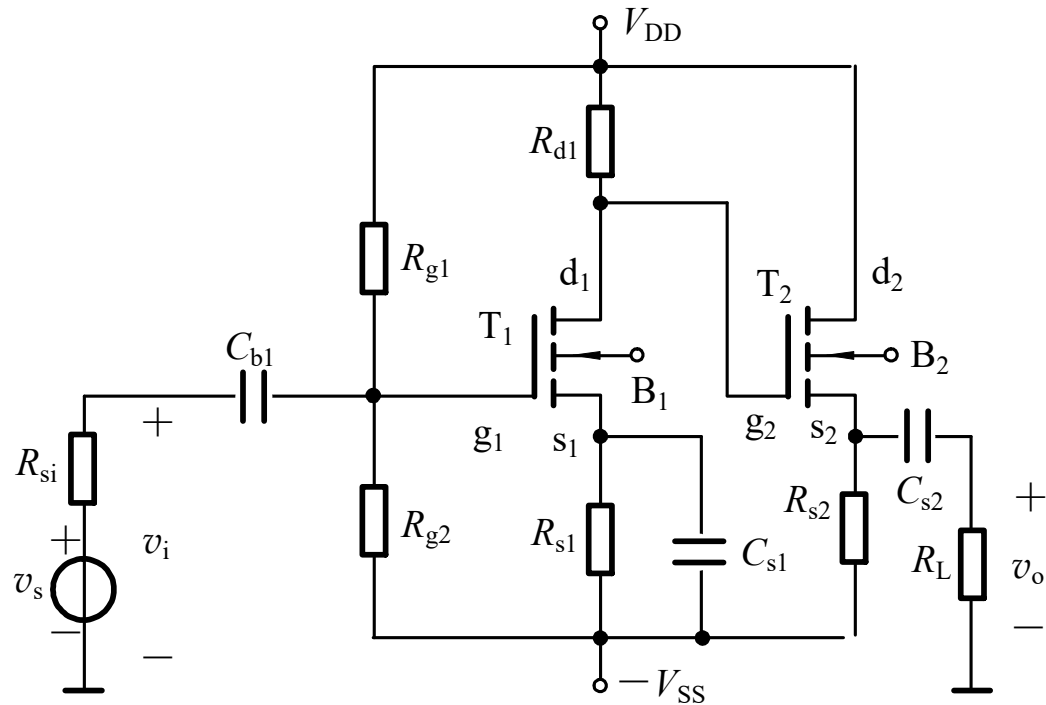 V_DD
R_d1
R_g1
d_1
T_2
d_2
T_1
C_b1
B_1
B_2
+
g_1
s_1
g_2
s_2
R_si
C_s2
R_g2
R_s1
R_s2
+
+
v_i
C_s1
R_L
v_o
v_s
−
−
−
−V_SS